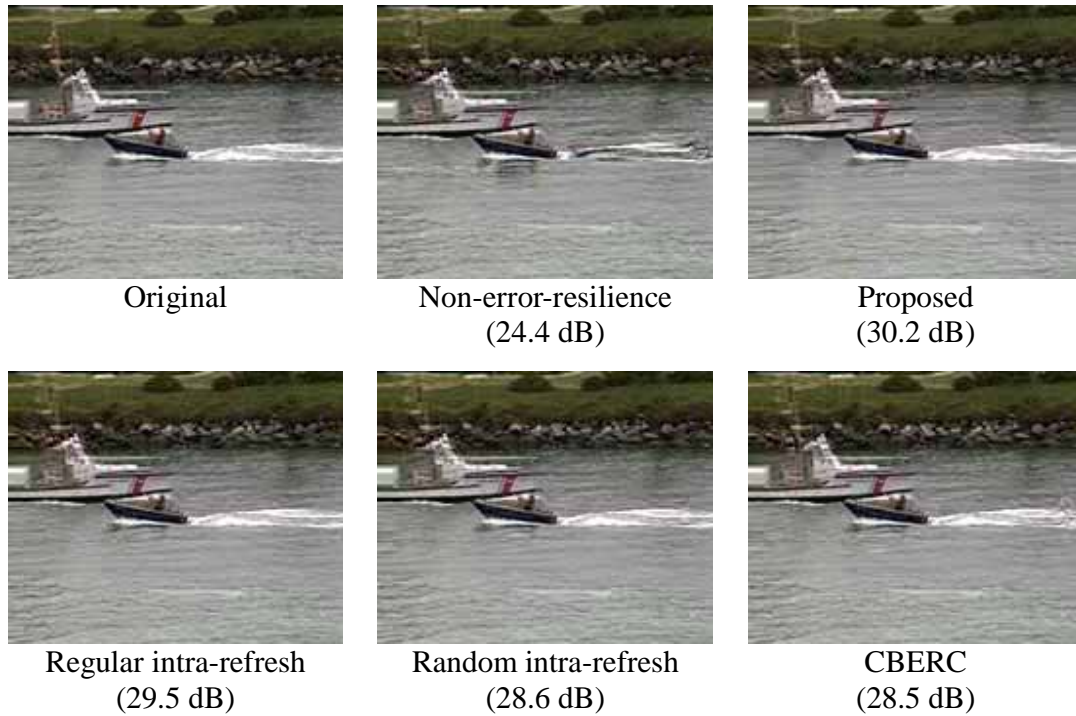 Original
Non-error-resilience
(24.4 dB)
Proposed
(30.2 dB)
Regular intra-refresh
(29.5 dB)
Random intra-refresh
(28.6 dB)
CBERC
(28.5 dB)